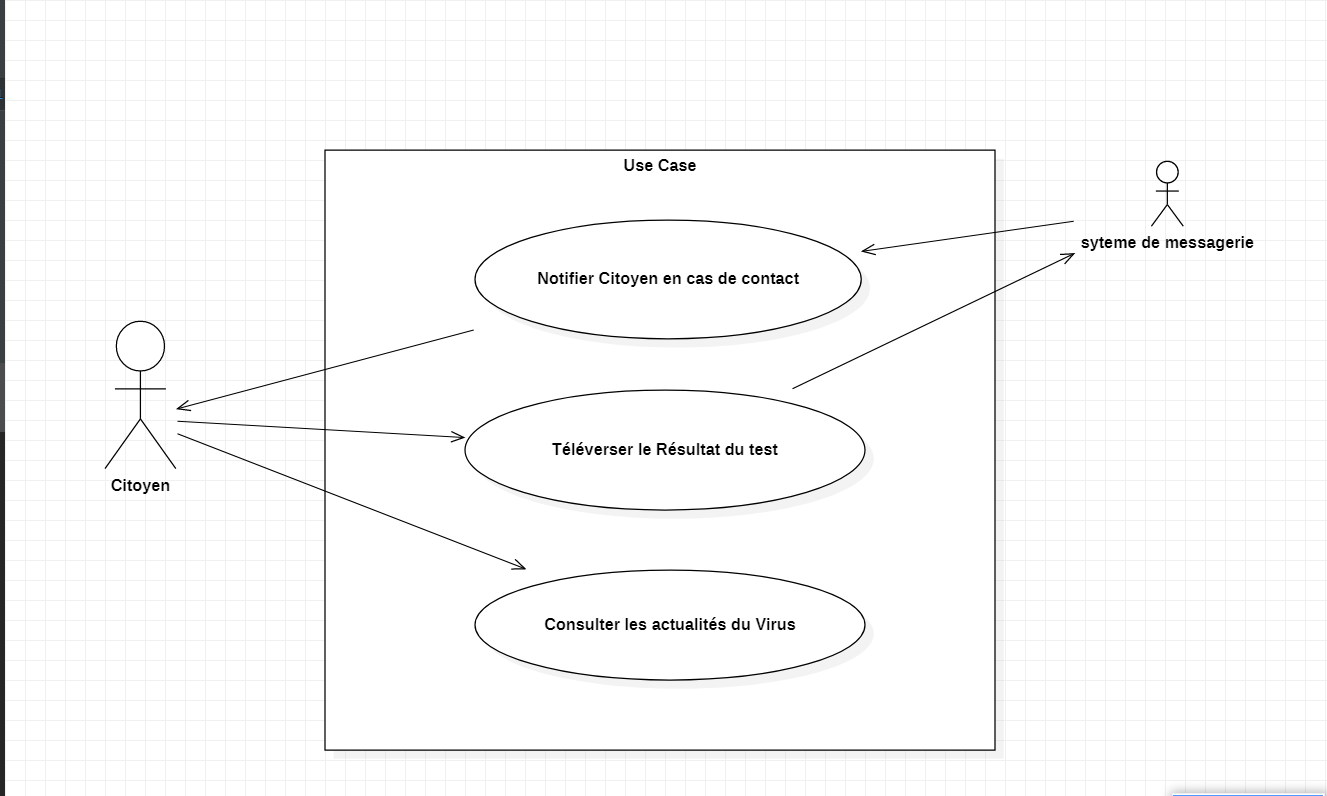 Use Case
syteme de messagerie
Notifier Citoyen en cas de contact
Téléverser le Résultat du test
Citoyen
Consulter les actualités du Virus